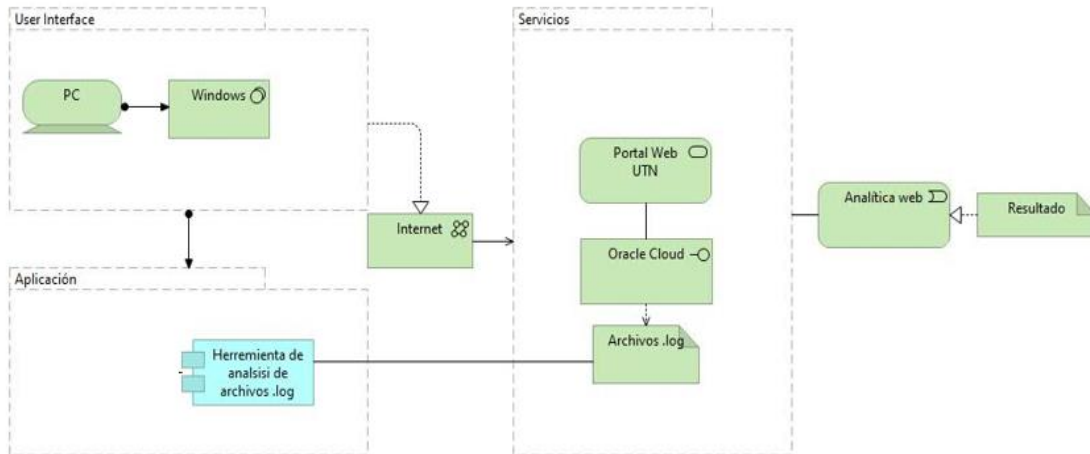 User Interface
PC
Windows
Internet
Aplicación
Herremienta de
analsisi de
archivos .log
Servicios
Portal Web
UTN
Oracle Cloud
Archivos .log
Analítica web
Resultado